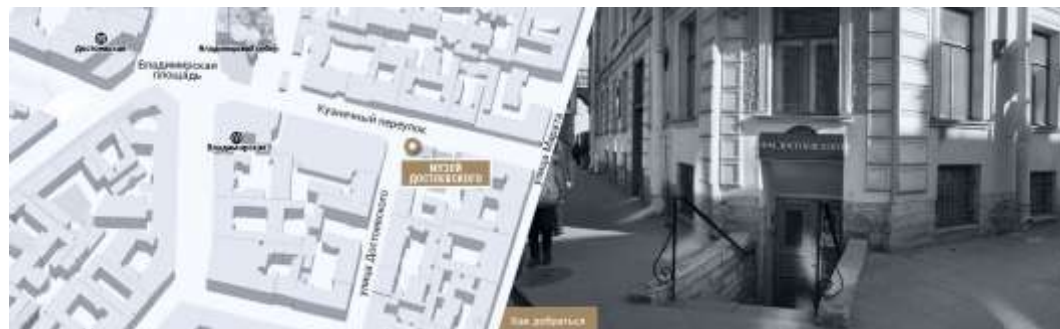 Достоевская
Владимирский собор
Владимирская
площадь
Кузнечный переулок
Владимирская
МУЗЕЙ
ДОСТОЕВСКОГО
улица Достоевского
Улица Марата
Как добраться